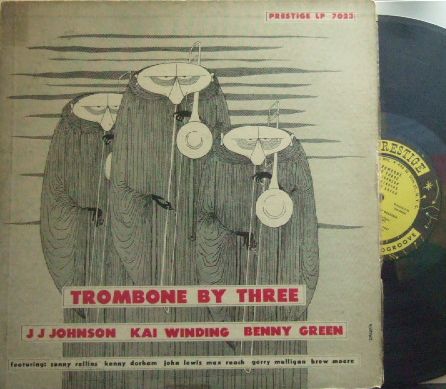 PRESTIGE LP 7023
TROMBONE BY THREE
J J JOHNSON KAI WINDING BENNY GREEN
featuring: sonny rollins kenny dorham john lewis max roach gerry mulligan brew moore
PRESTIGE